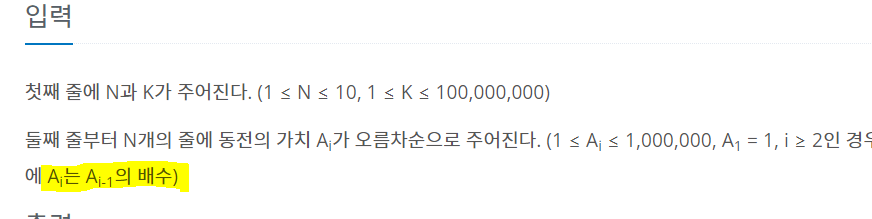 입력
첫째 줄에 N과 K가 주어진다. (1 ≤ N ≤ 10, 1 ≤ K ≤ 100,000,000)
둘째 줄부터 N개의 줄에 동전의 가치 Ai가 오름차순으로 주어진다. (1 ≤ Ai ≤ 1,000,000, A1 = 1, i ≥ 2인 경우
에 Ai는 Ai-1의 배수)